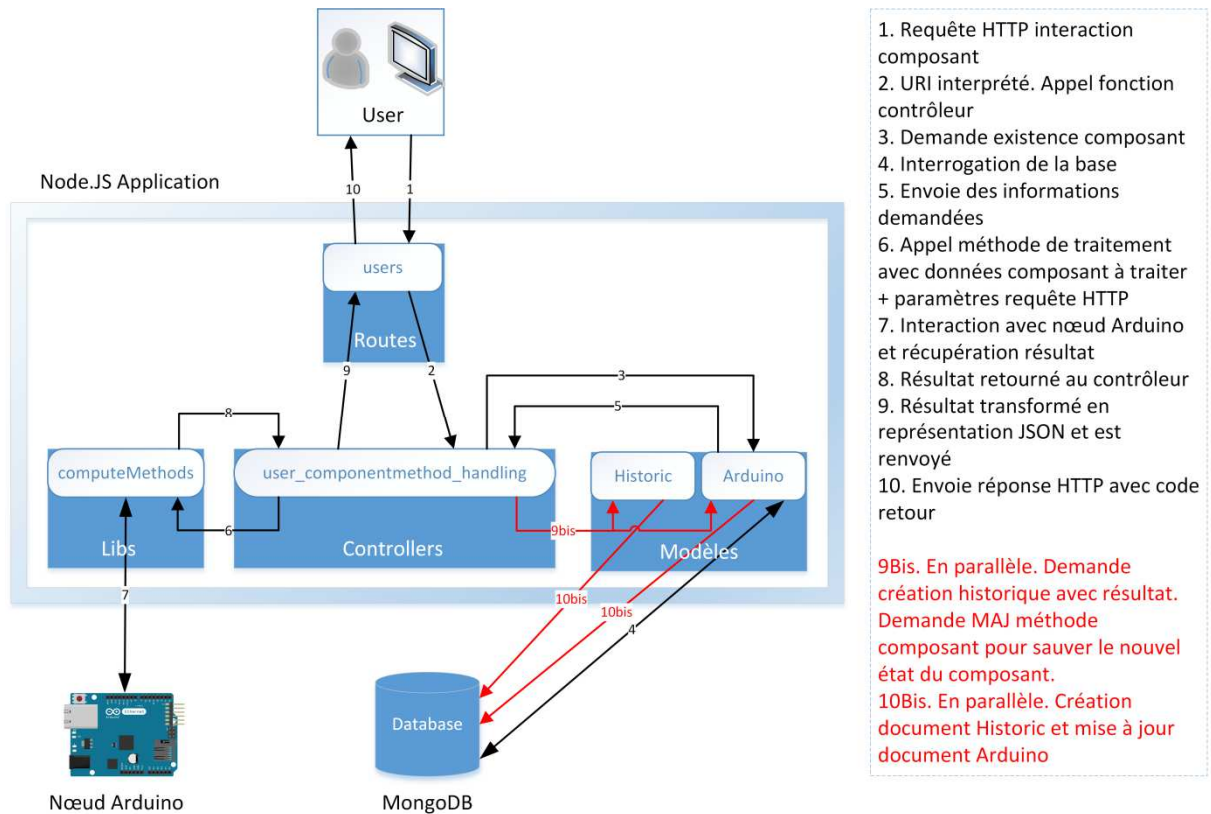 User
10
1
Node.JS Application
users
Routes
9
2
3
8
5
computeMethods
user_componentmethod_handling
Historic
Arduino
6
9bis
Libs
Controllers
Modèles
7
10bis
10bis
4
Database
Nœud Arduino
MongoDB
1. Requête HTTP interaction
composant
2. URI interprété. Appel fonction
contrôleur
3. Demande existence composant
4. Interrogation de la base
5. Envoie des informations
demandées
6. Appel méthode de traitement
avec données composant à traiter
+ paramètres requête HTTP
7. Interaction avec nœud Arduino
et récupération résultat
8. Résultat retourné au contrôleur
9. Résultat transformé en
représentation JSON et est
renvoyé
10. Envoie réponse HTTP avec code
retour
9Bis. En parallèle. Demande
création historique avec résultat.
Demande MAJ méthode
composant pour sauver le nouvel
état du composant.
10Bis. En parallèle. Création
document Historic et mise à jour
document Arduino